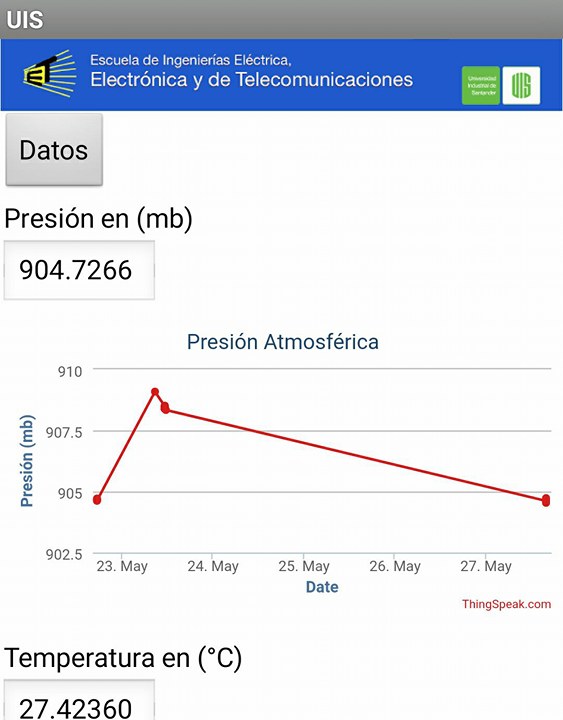 UIS
Escuela de Ingenierías Eléctrica,
Electrónica y de Telecomunicaciones
Universidad
Industrial de
Santander
UIS
Datos
Presión en (mb)
904.7266
Presión Atmosférica
910
907.5
905
902.5
Presión (mb)
23. May
24. May
25. May
26. May
27. May
Date
ThingSpeak.com
Temperatura en (°C)
27.42360